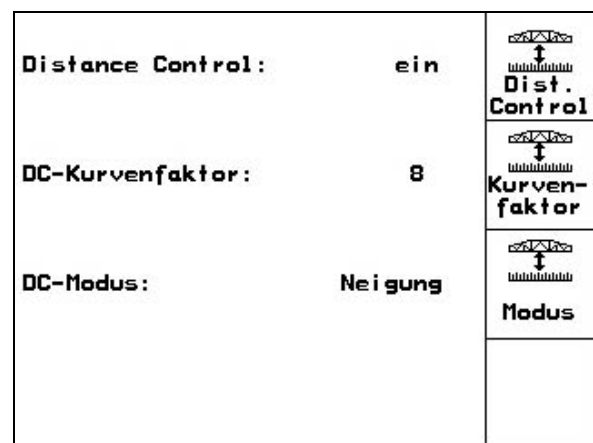 Distance Control: ein
Dist.
Control
DC-Kurvenfaktor: 8
Kurven-
faktor
DC-Modus: Neigung
Modus